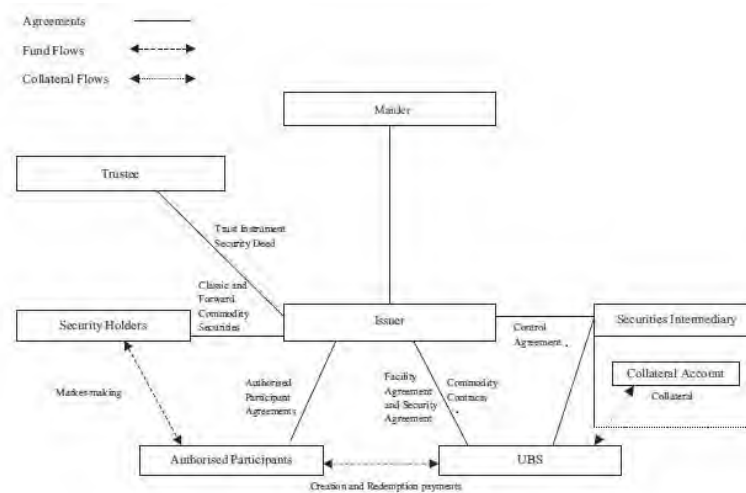 Agreements
Fund Flows
Collateral Flows
Trustee
Trust Instrument
Security Deed
Classic and
Forward
Commodity
Securities
Security Holders
Issuer
Securities Intermediary
Control
Agreement
Collateral Account
Collateral
Market-making
Authorised
Participant
Agreements
Facility
Agreement
and Security
Agreement
Commodity
Contracts
Authorised Participants
UBS
Creation and Redemption payments